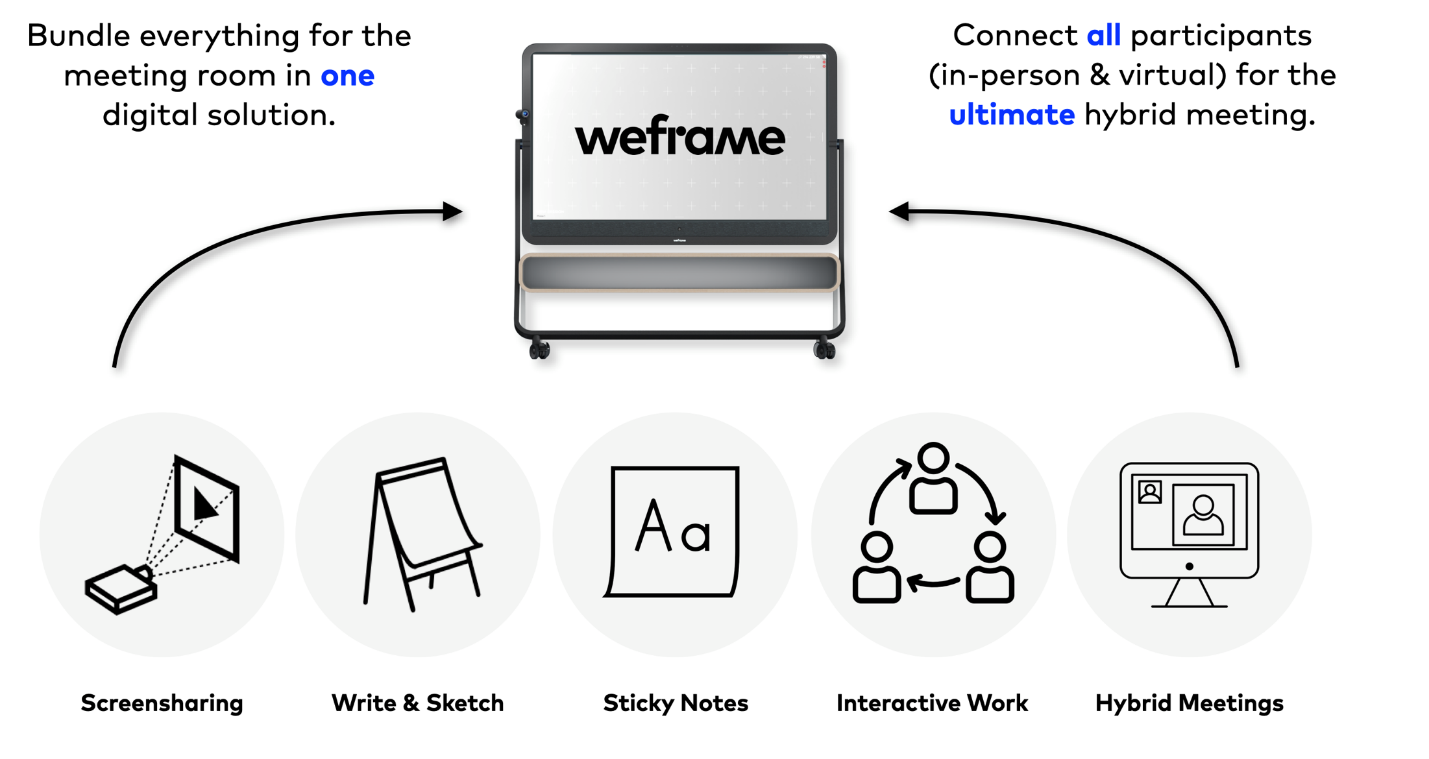 Bundle everything for the
meeting room in one
digital solution.
Connect all participants
(in-person & virtual) for the
ultimate hybrid meeting.
weframe
weframe
Aa
Screensharing
Write & Sketch
Sticky Notes
Interactive Work
Hybrid Meetings